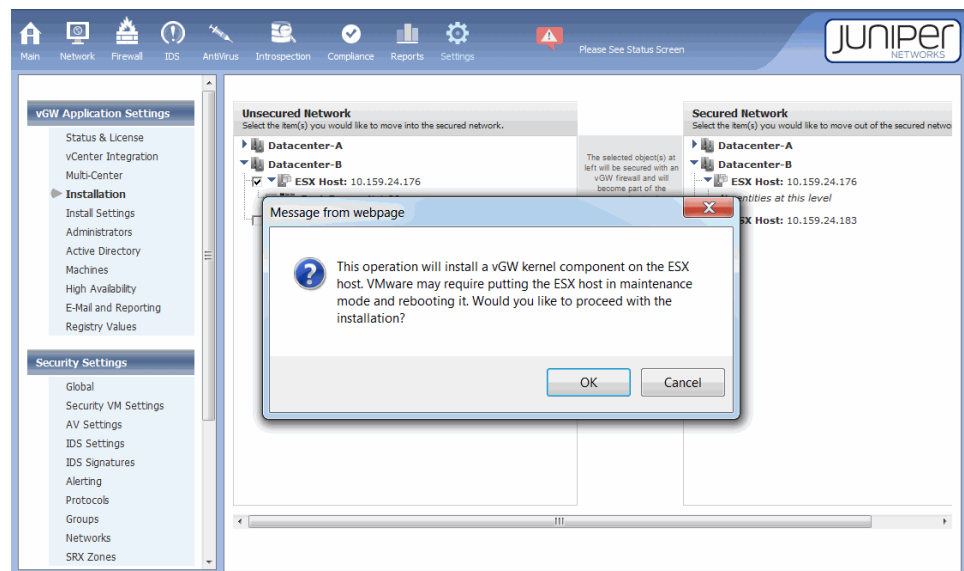 Main
Network
Firewall
IDS
AntiVirus
Introspection
Compliance
Reports
Settings
Please See Status Screen
JUNIPER
NETWORKS
vGW Application Settings
Status & License
vCenter Integration
Multi-Center
Installation
Install Settings
Administrators
Active Directory
Machines
High Availability
E-Mail and Reporting
Registry Values
Security Settings
Global
Security VM Settings
AV Settings
IDS Settings
IDS Signatures
Alerting
Protocols
Groups
Networks
SRX Zones
Unsecured Network
Select the item(s) you would like to move into the secured network.
Datacenter-A
Datacenter-B
ESX Host: 10.159.24.176
The selected object(s) at
left will be secured with an
vGW firewall and will
become part of the
Secured Network
Select the item(s) you would like to move out of the secured netwo
Datacenter-A
Datacenter-B
ESX Host: 10.159.24.176
entities at this level
SX Host: 10.159.24.183
Message from webpage
This operation will install a vGW kernel component on the ESX
host. VMware may require putting the ESX host in maintenance
mode and rebooting it. Would you like to proceed with the
installation?
OK
Cancel